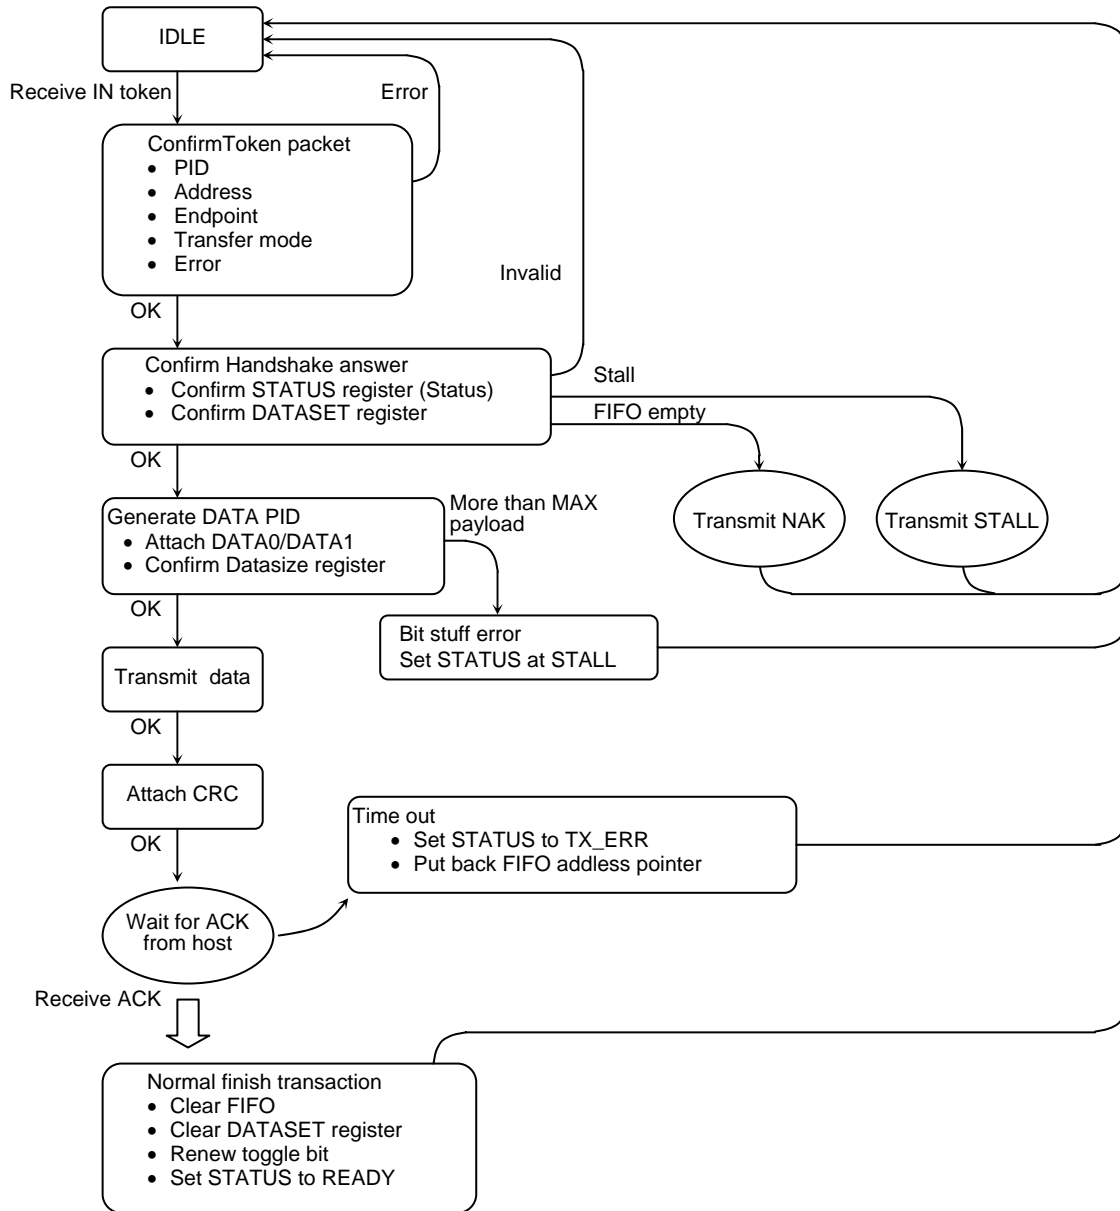 IDLE
Receive IN token
Error
ConfirmToken packet
• PID
• Address
• Endpoint
• Transfer mode
• Error
Invalid
OK
Confirm Handshake answer
• Confirm STATUS register (Status)
• Confirm DATASET register
Stall
FIFO empty
OK
Transmit NAK
Transmit STALL
Generate DATA PID
• Attach DATA0/DATA1
• Confirm Datasize register
More than MAX
payload
OK
Bit stuff error
Set STATUS at STALL
Transmit data
OK
Attach CRC
OK
Time out
• Set STATUS to TX_ERR
• Put back FIFO addless pointer
Wait for ACK
from host
Receive ACK
Normal finish transaction
• Clear FIFO
• Clear DATASET register
• Renew toggle bit
• Set STATUS to READY